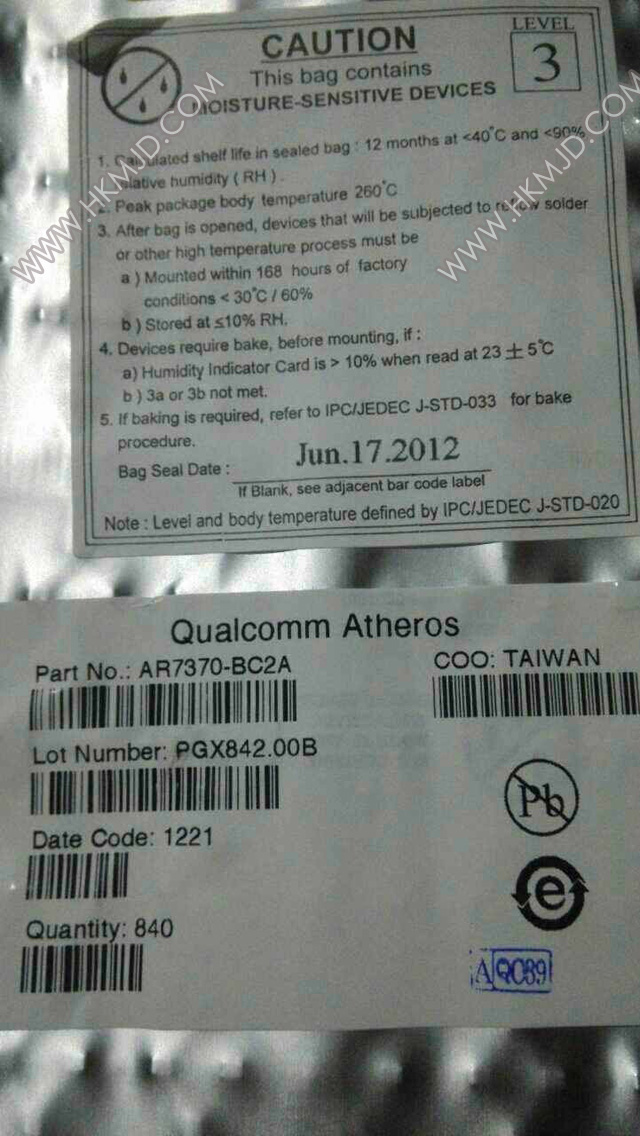 CAUTION
LEVEL
3
This bag contains
MOISTURE-SENSITIVE DEVICES
1. Calculated shelf life in sealed bag : 12 months at <40°C and <90%
relative humidity ( RH ) .
2. Peak package body temperature 260°C
3. After bag is opened, devices that will be subjected to reflow solder
or other high temperature process must be
a ) Mounted within 168 hours of factory
conditions < 30°C / 60%
b ) Stored at ≤10% RH.
4. Devices require bake, before mounting, if :
a) Humidity Indicator Card is > 10% when read at 23 ± 5°C
b ) 3a or 3b not met.
5. If baking is required, refer to IPC/JEDEC J-STD-033 for bake
procedure.
Bag Seal Date : Jun.17.2012
If Blank, see adjacent bar code label
Note : Level and body temperature defined by IPC/JEDEC J-STD-020
WWW.HKMJD.COM
WWW.HKMJD.COM
Qualcomm Atheros
Part No.: AR7370-BC2A
COO: TAIWAN
Lot Number: PGX842.00B
Pb
Date Code: 1221
e
Quantity: 840
A QC89